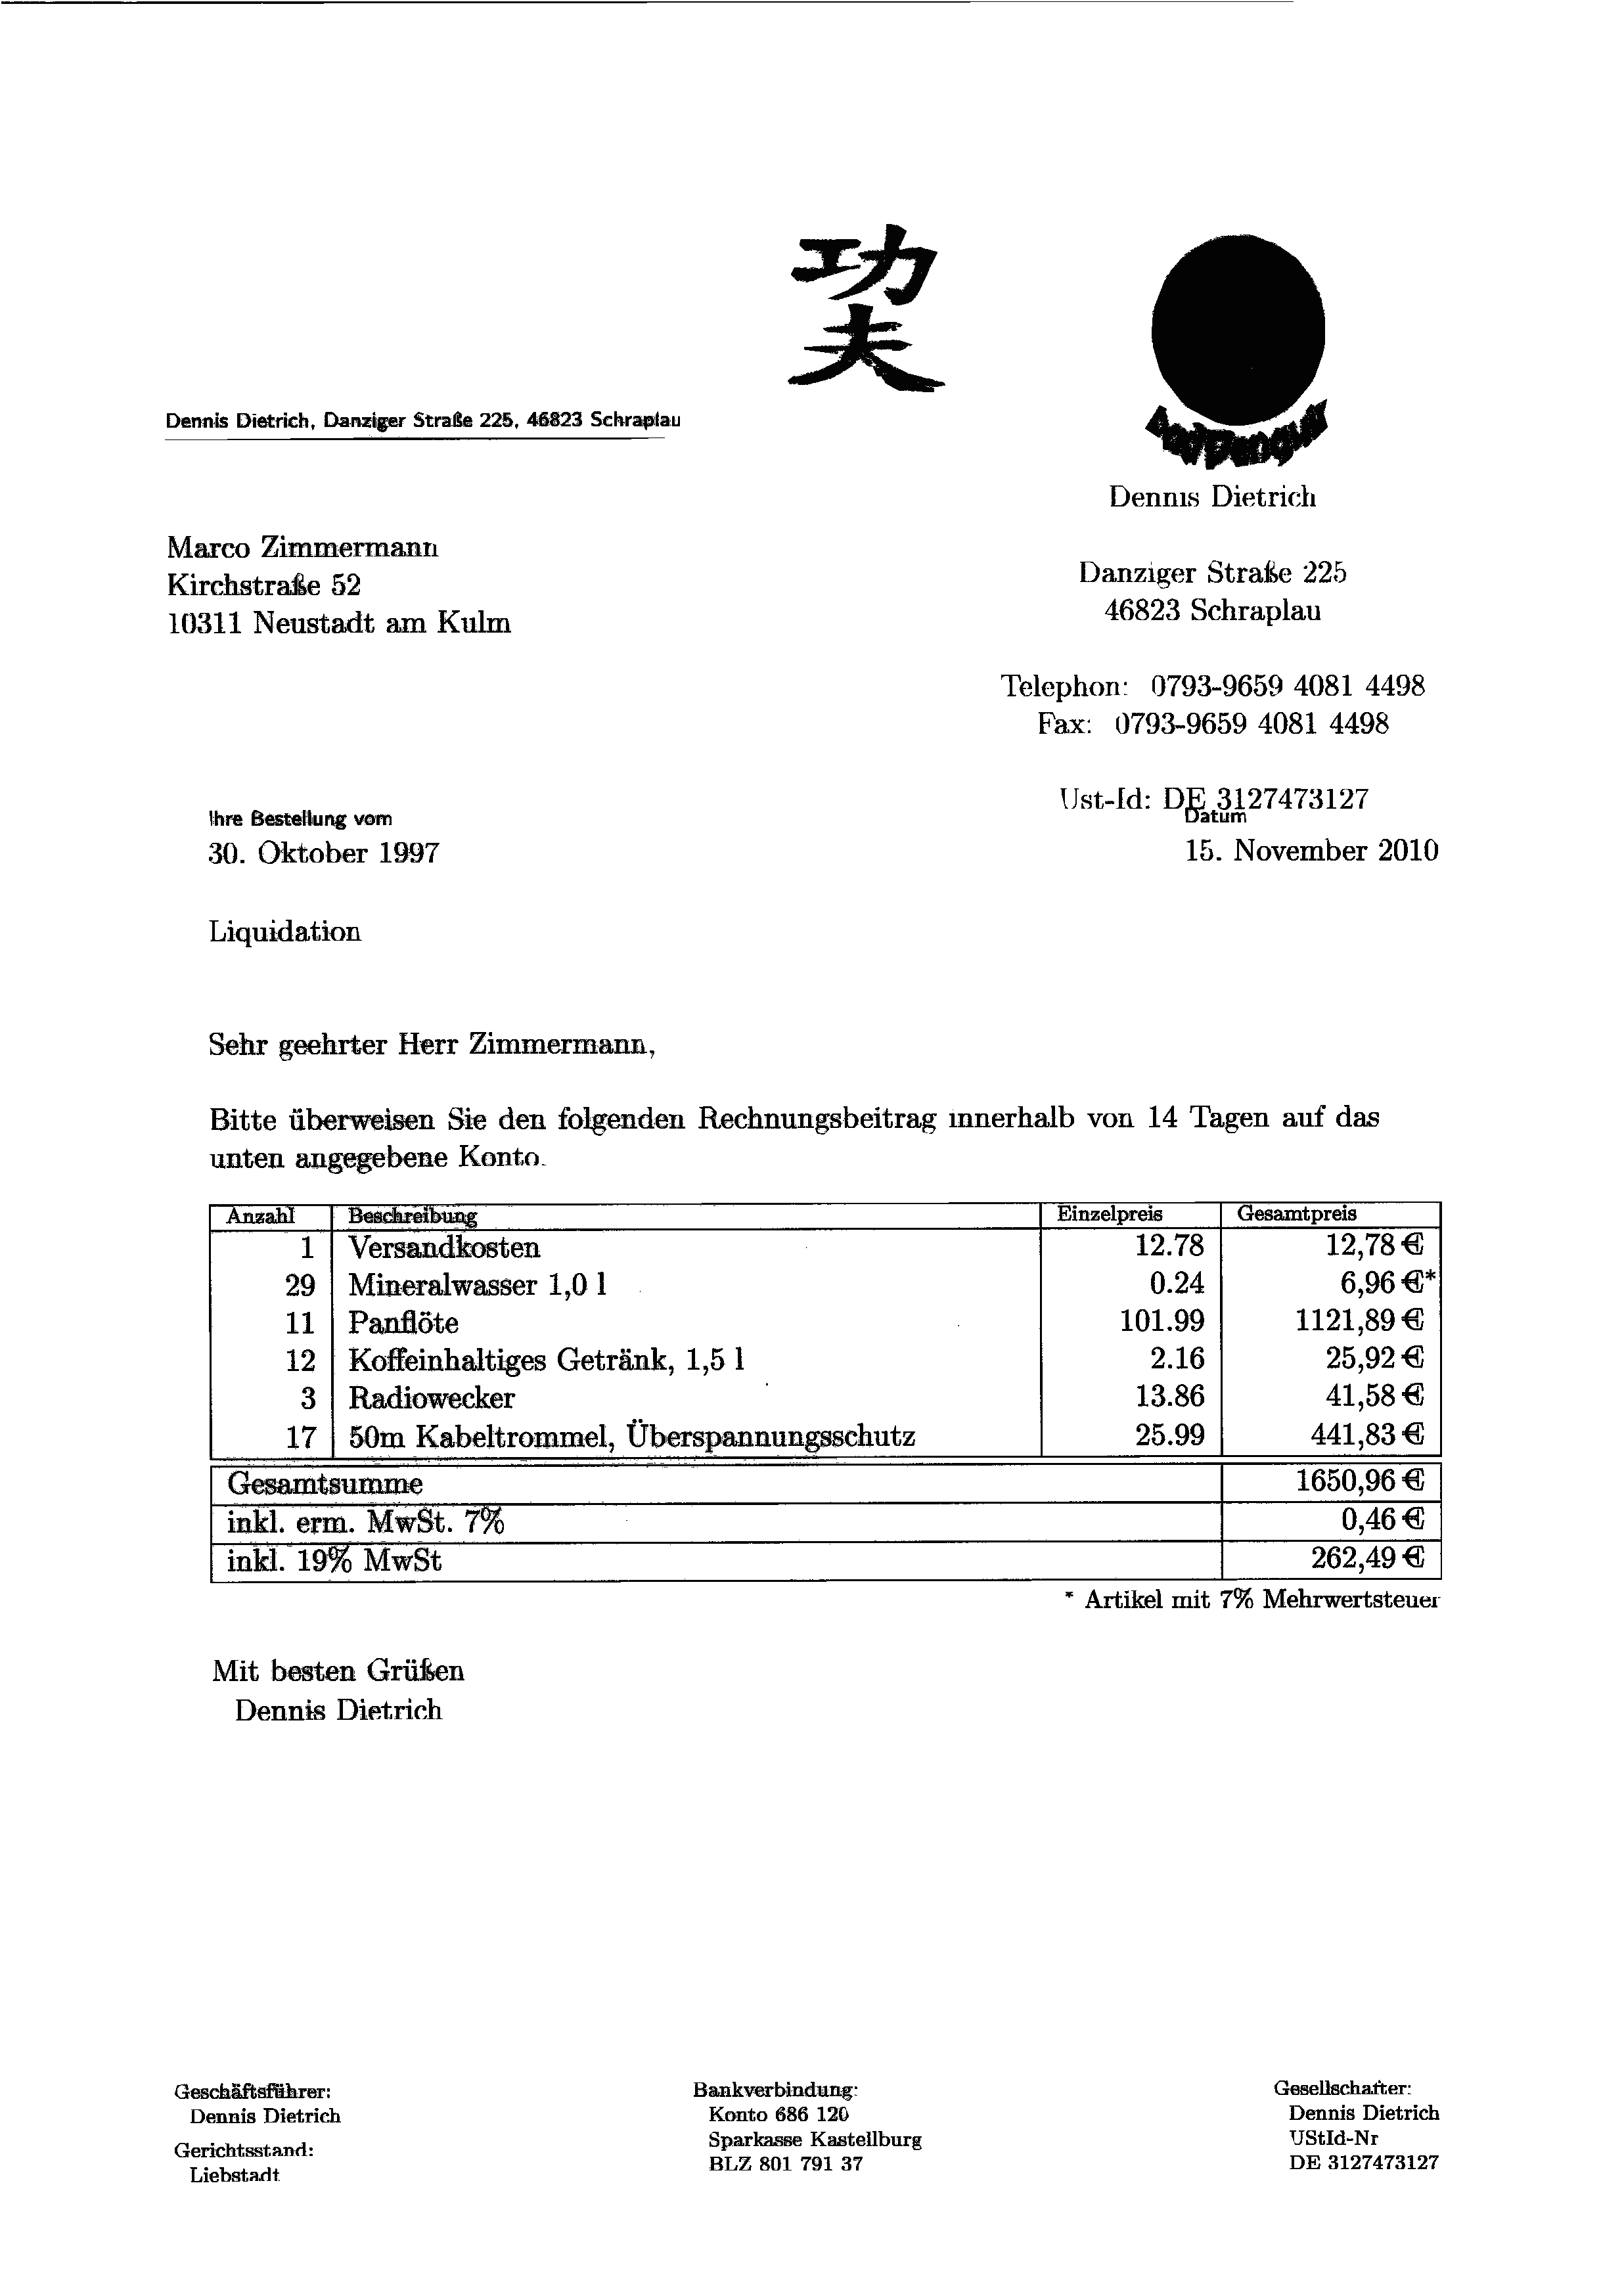 功
夫
Dennis Dietrich, Danziger Straße 225, 46823 Schraplau
Dennis Dietrich
Marco Zimmermann
Kirchstraße 52
10311 Neustadt am Kulm
Danziger Straße 225
46823 Schraplau
Telephon: 0793-9659 4081 4498
Fax: 0793-9659 4081 4498
Ust-Id: DE 3127473127
Ihre Bestellung vom Datum
30. Oktober 1997 15. November 2010
Liquidation
Sehr geehrter Herr Zimmermann,
Bitte überweisen Sie den folgenden Rechnungsbeitrag innerhalb von 14 Tagen auf das
unten angegebene Konto.
Anzahl Beschreibung Einzelpreis Gesamtpreis
1 Versandkosten 12.78 12,78 €
29 Mineralwasser 1,0 l 0.24 6,96 €*
11 Panflöte 101.99 1121,89 €
12 Koffeinhaltiges Getränk, 1,5 l 2.16 25,92 €
3 Radiowecker 13.86 41,58 €
17 50m Kabeltrommel, Überspannungsschutz 25.99 441,83 €
Gesamtsumme 1650,96 €
inkl. erm. MwSt. 7% 0,46 €
inkl. 19% MwSt 262,49 €
* Artikel mit 7% Mehrwertsteuer
Mit besten Grüßen
Dennis Dietrich
Geschäftsführer:
Dennis Dietrich
Gerichtsstand:
Liebstadt
Bankverbindung:
Konto 686 120
Sparkasse Kastellburg
BLZ 801 791 37
Gesellschafter:
Dennis Dietrich
UStId-Nr
DE 3127473127